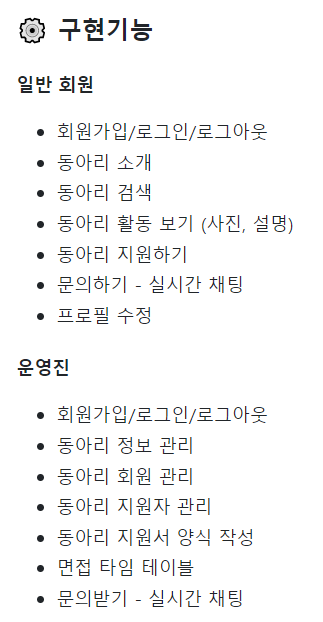 구현기능
일반 회원
회원가입/로그인/로그아웃
동아리 소개
동아리 검색
동아리 활동 보기 (사진, 설명)
동아리 지원하기
문의하기 - 실시간 채팅
프로필 수정
운영진
회원가입/로그인/로그아웃
동아리 정보 관리
동아리 회원 관리
동아리 지원자 관리
동아리 지원서 양식 작성
면접 타임 테이블
문의받기 - 실시간 채팅